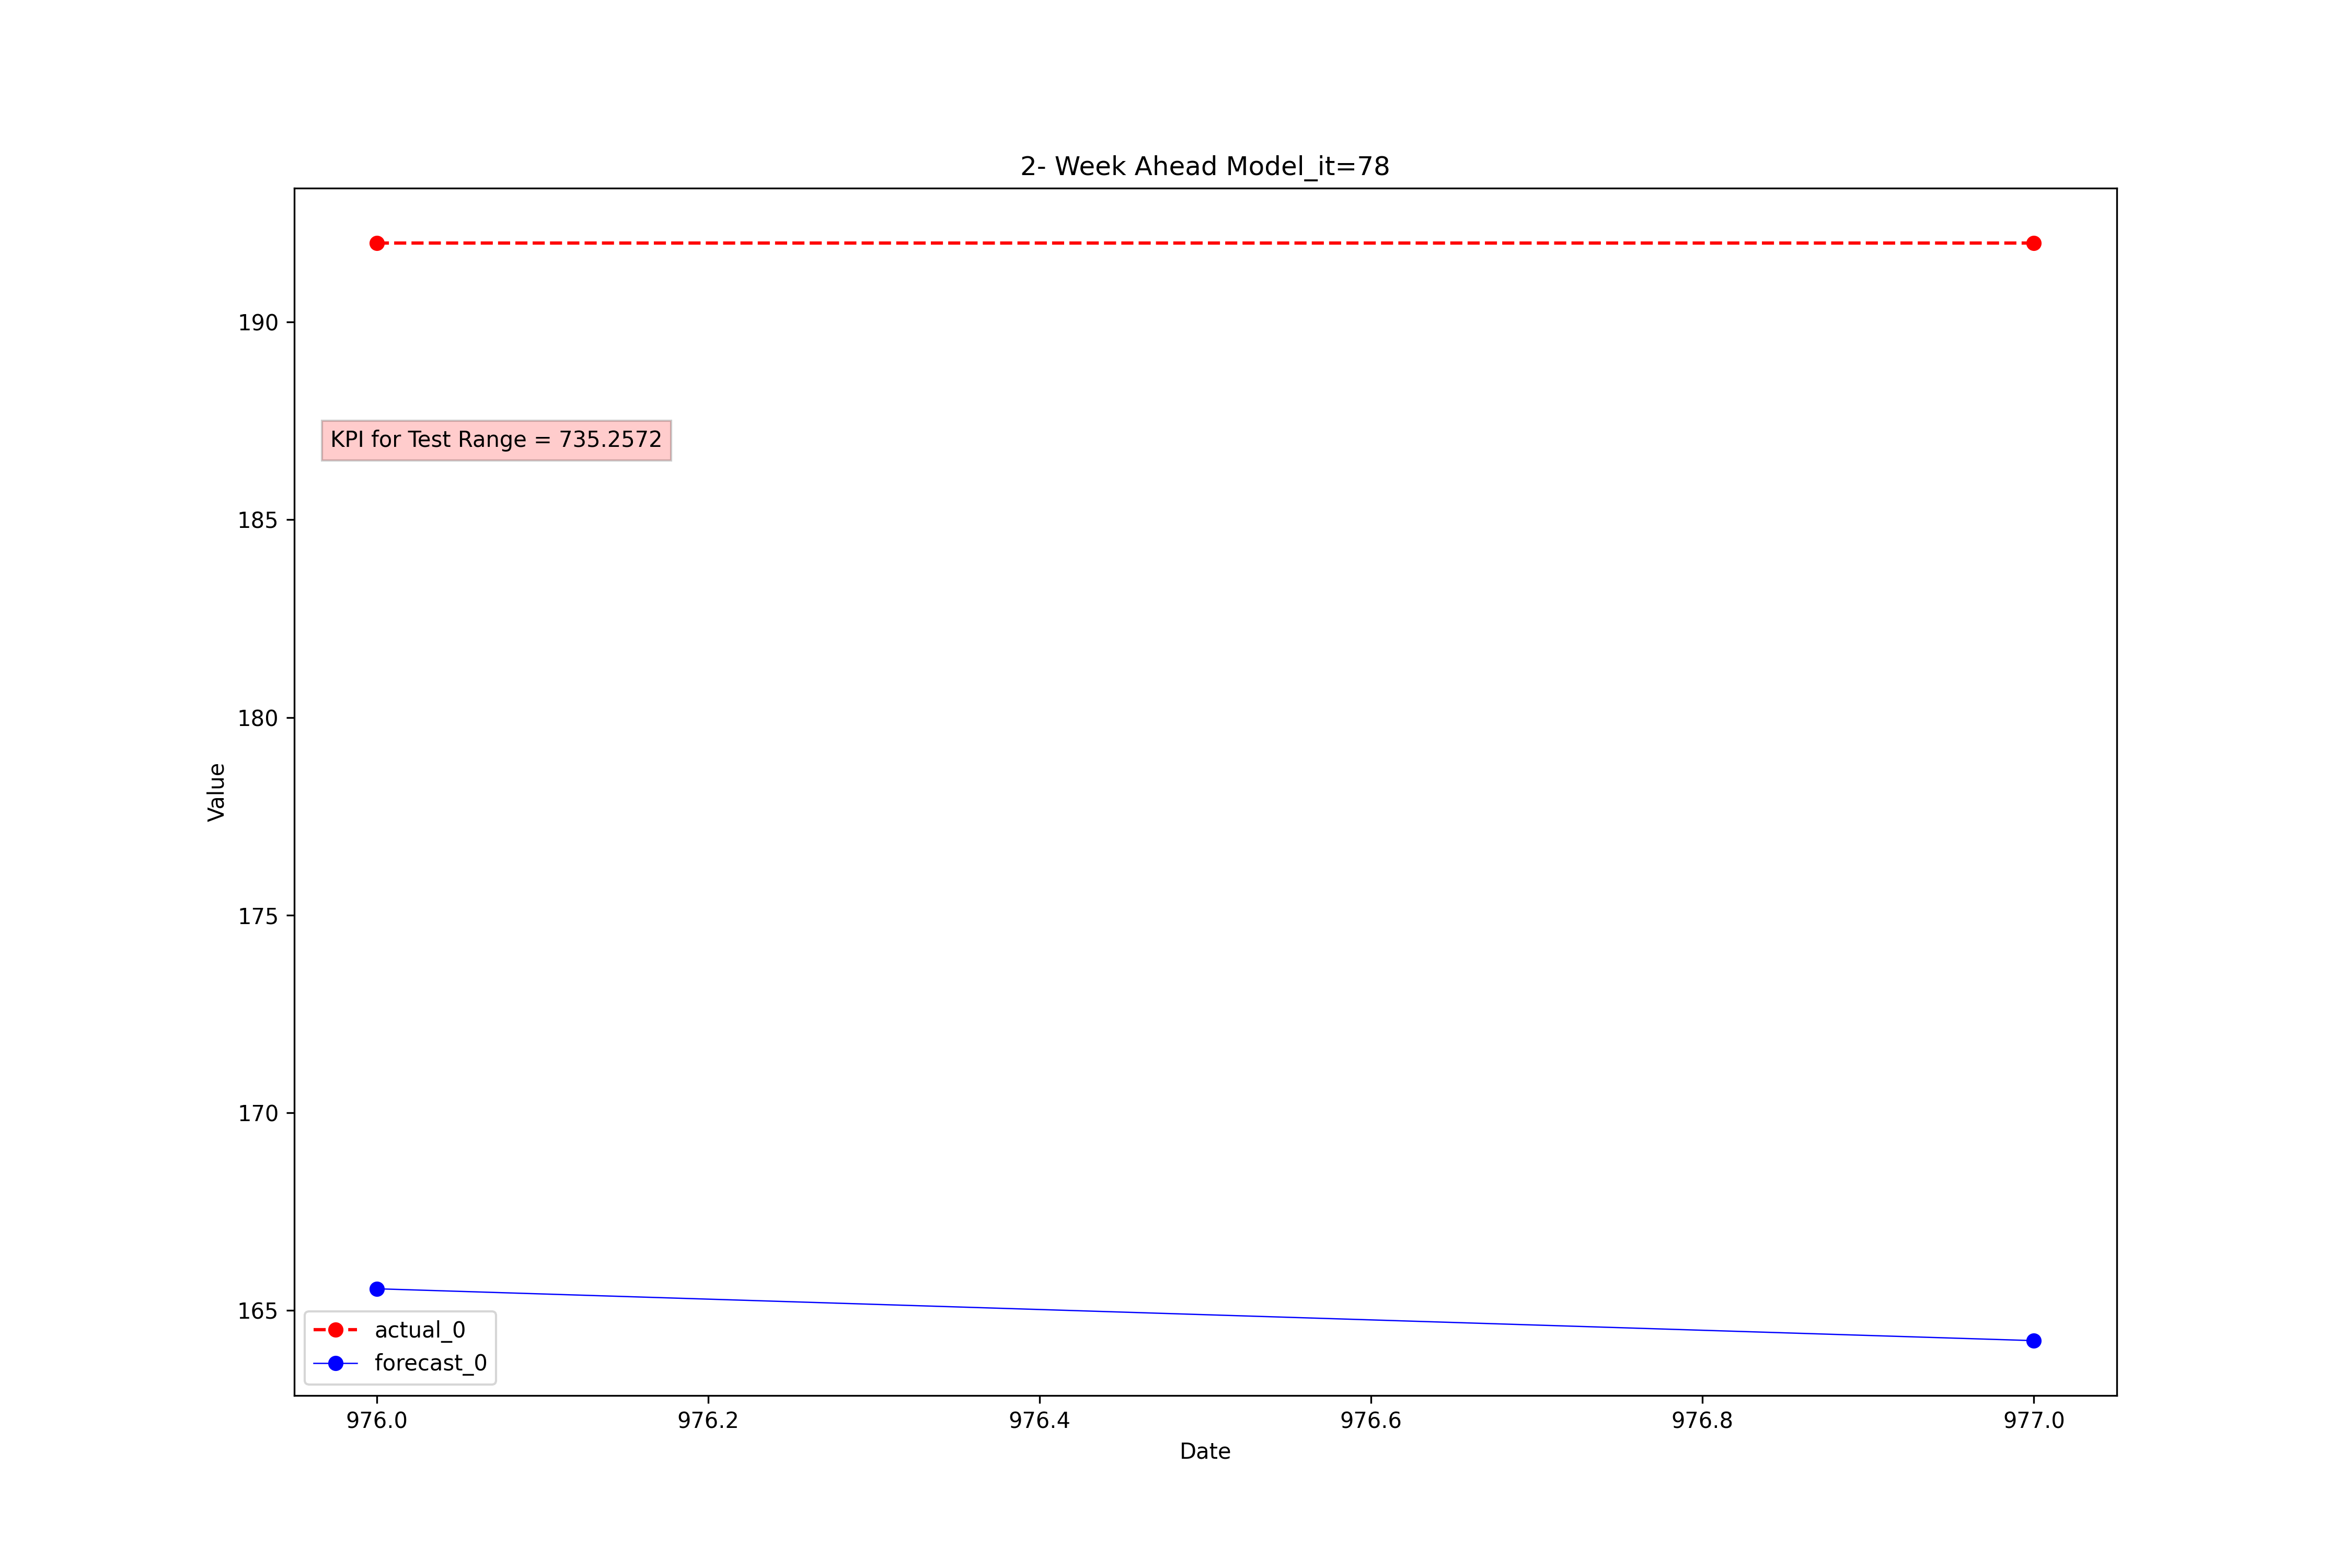 2- Week Ahead Model_it=78
190
KPI for Test Range = 735.2572
185
180
Value
175
170
165
actual_0
forecast_0
976.0 976.2 976.4 976.6 976.8 977.0
Date